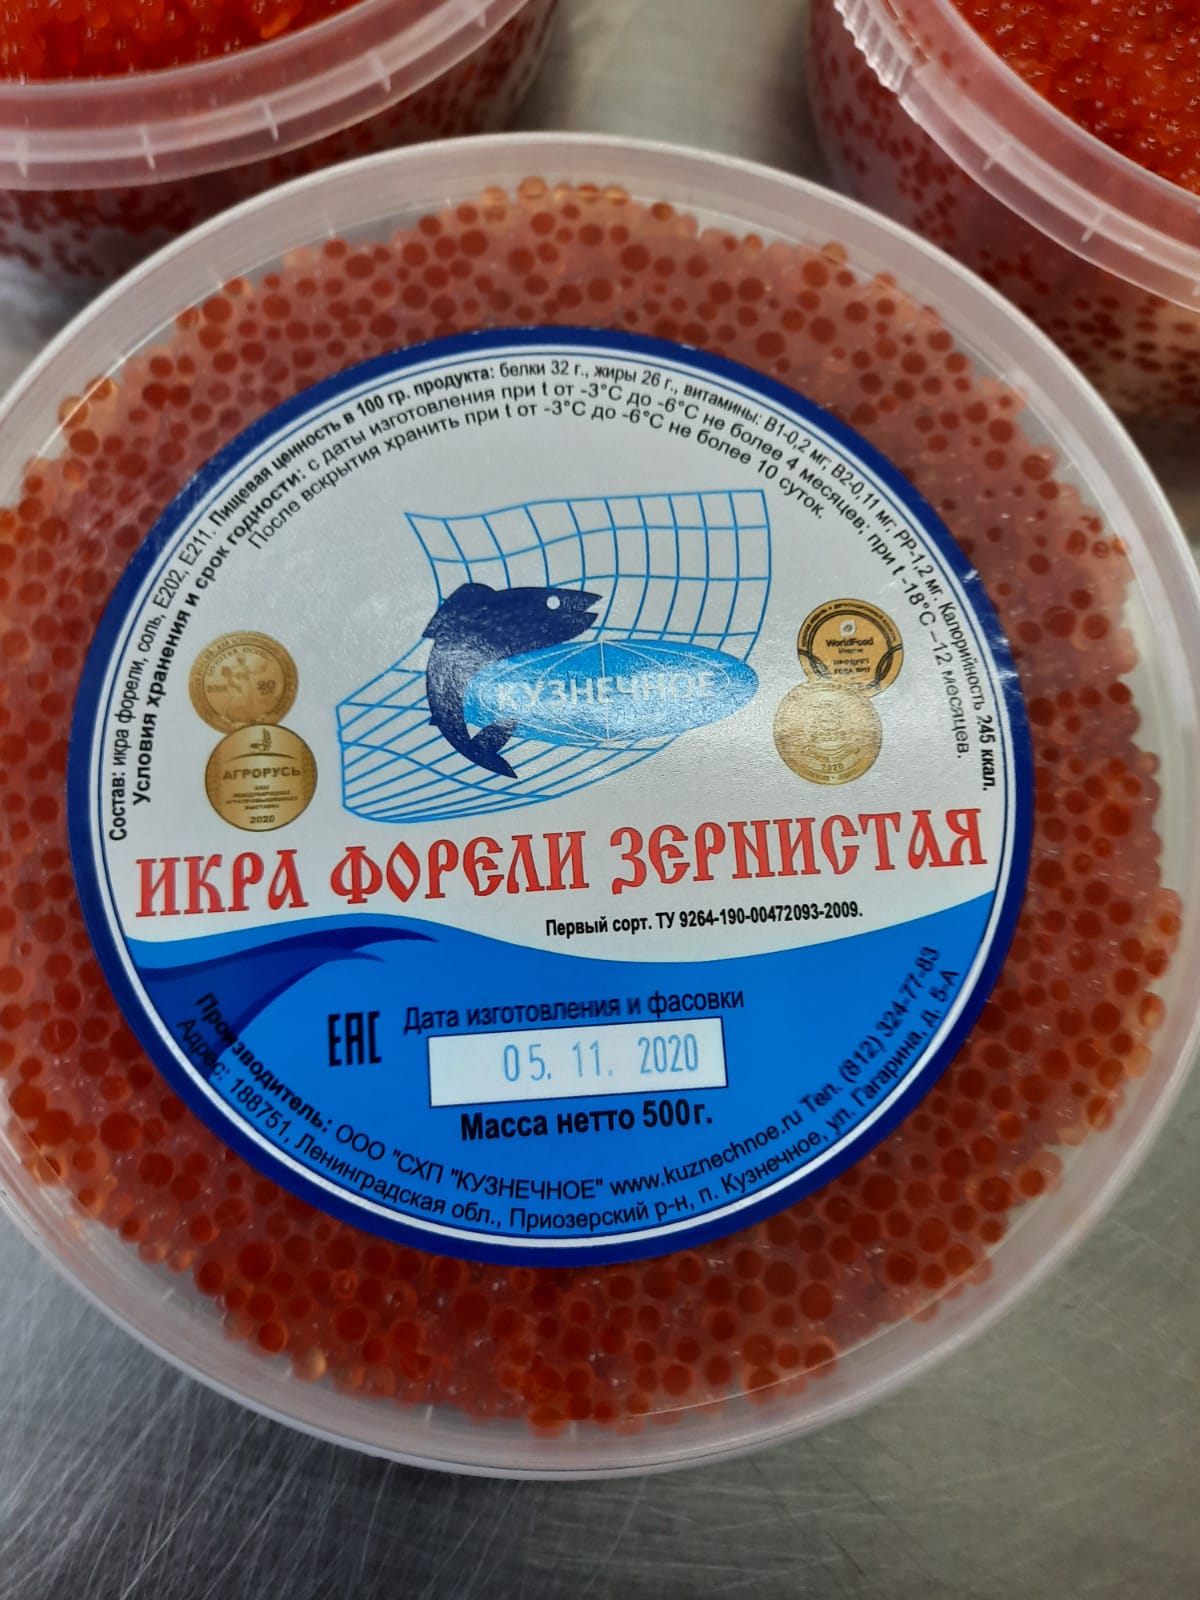 Состав: икра форели, соль, Е202, Е211. Пищевая ценность в 100 гр. продукта: белки 32 г., жиры 26 г., витамины: В1-0,2 мг, В2-0,11 мг, РР-1,2 мг. Калорийность 245 ккал.
Условия хранения и срок годности: с даты изготовления при t от -3°С до -6°С не более 4 месяцев; при t -18°С –12 месяцев.
После вскрытия хранить при t от -3°С до -6°С не более 10 суток.
КУЗНЕЧНОЕ
WorldFood
2020
АГРОРУСЬ
2020
ИКРА ФОРЕЛИ ЗЕРНИСТАЯ
Первый сорт. ТУ 9264-190-00472093-2009.
ЕАС
Дата изготовления и фасовки
05. 11. 2020
Масса нетто 500г.
Производитель: ООО "СХП "КУЗНЕЧНОЕ" www.kuznechnoe.ru Тел. (812) 324-77-83
Адрес: 188751, Ленинградская обл., Приозерский р-н, п. Кузнечное, ул. Гагарина, д. 5-А